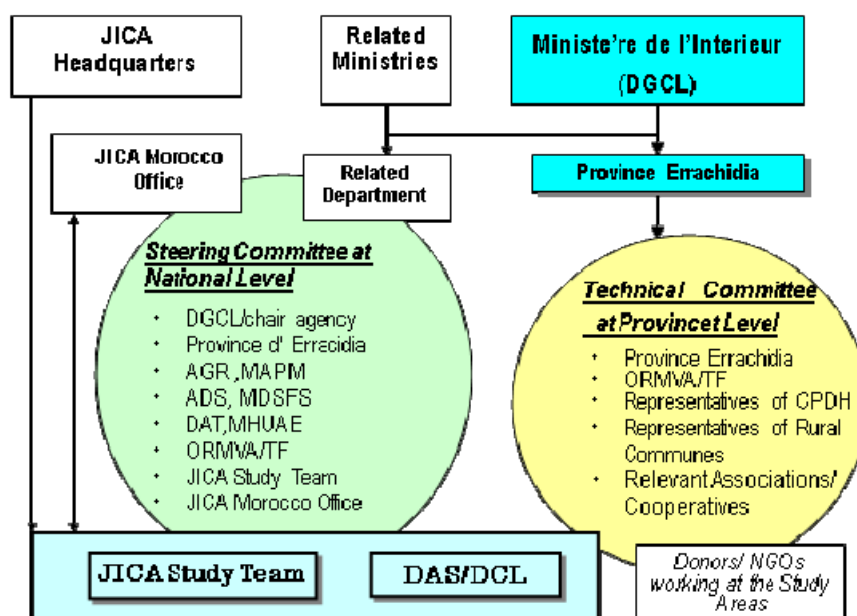 JICA
Headquarters
Related
Ministries
Ministe're de l'Interieur
(DGCL)
JICA Morocco
Office
Related
Department
Province Errachidia
Steering Committee at
National Level
· DGCL/chair agency
· Province d' Erracidia
· AGR ,MAPM
· ADS, MDSFS
· DAT,MHUAE
· ORMVA/TF
· JICA Study Team
· JICA Morocco Office
Technical Committee
at Provincet Level
· Province Errachidia
· ORMVA/TF
· Representatives of CPDH
· Representatives of Rural
Communes
· Relevant Associations/
Cooperatives
JICA Study Team
DAS/DCL
Donors/ NGOs
working at the Study
Areas